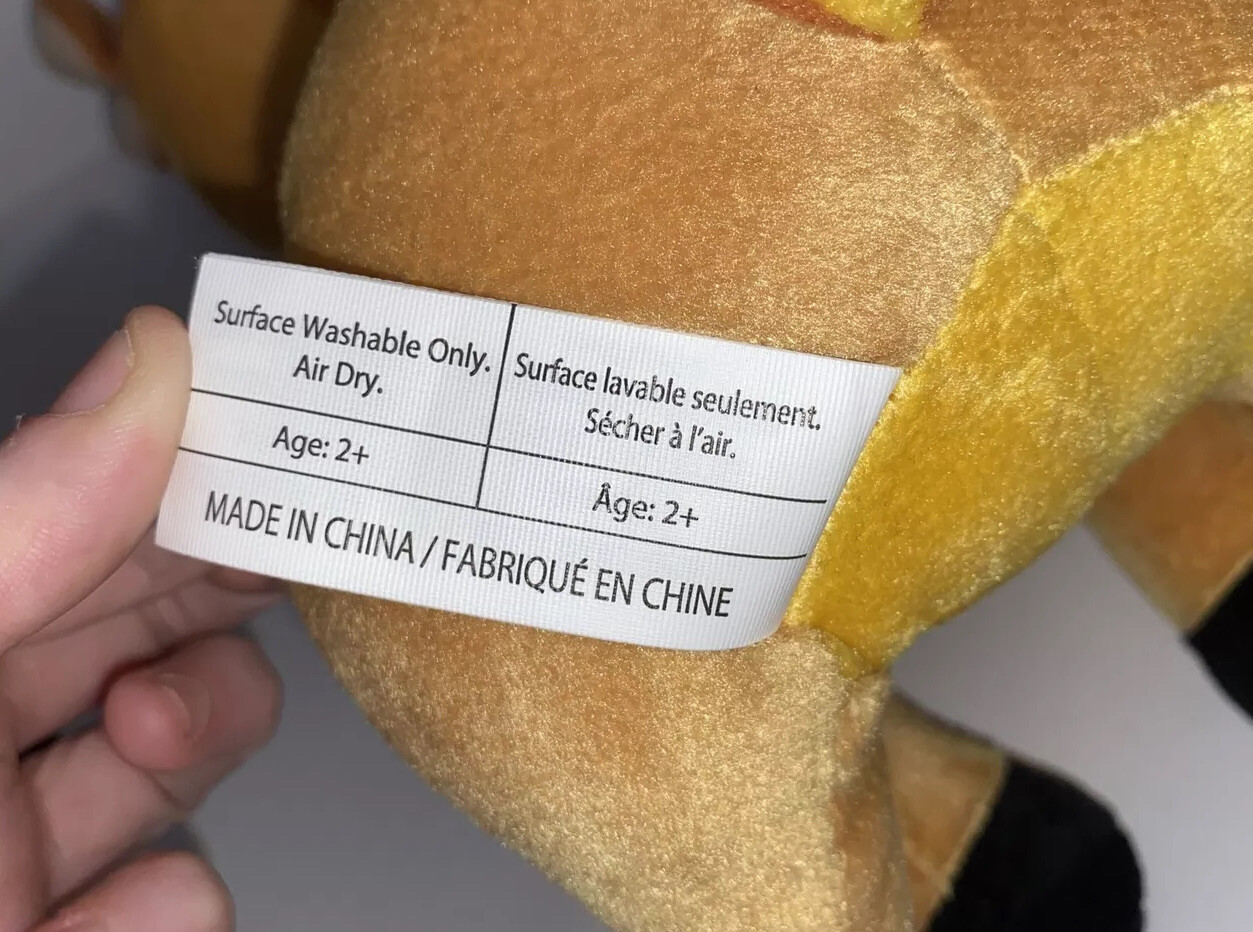 Surface Washable Only.
Air Dry.
Surface lavable seulement.
Sécher à l'air.
Age: 2+
Âge: 2+
MADE IN CHINA / FABRIQUÉ EN CHINE